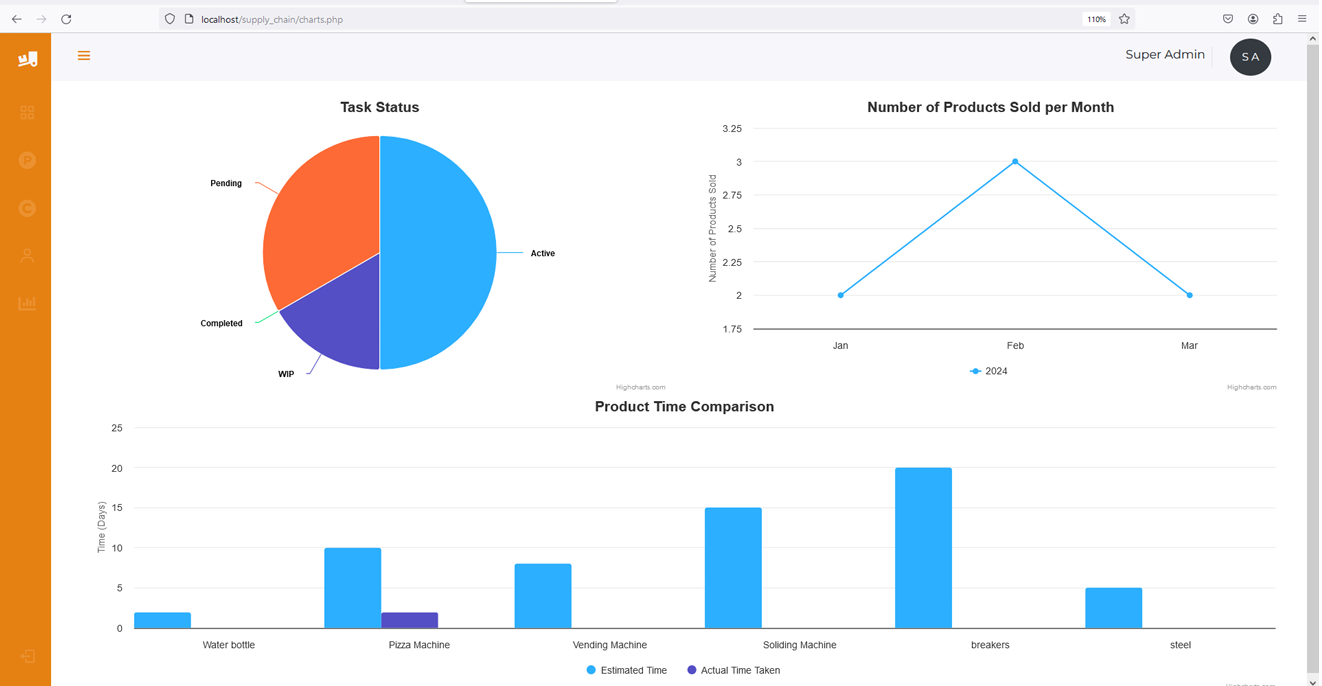 localhost/supply_chain/charts.php
110%
Super Admin
S A
P
C
Task Status
Pending
Active
Completed
WIP
Highcharts.com
Number of Products Sold per Month
Number of Products Sold
3.25
3
2.75
2.5
2.25
2
1.75
Jan Feb Mar
2024
Highcharts.com
Product Time Comparison
Time (Days)
25
20
15
10
5
0
Water bottle Pizza Machine Vending Machine Soliding Machine breakers steel
Estimated Time Actual Time Taken
Highcharts.com